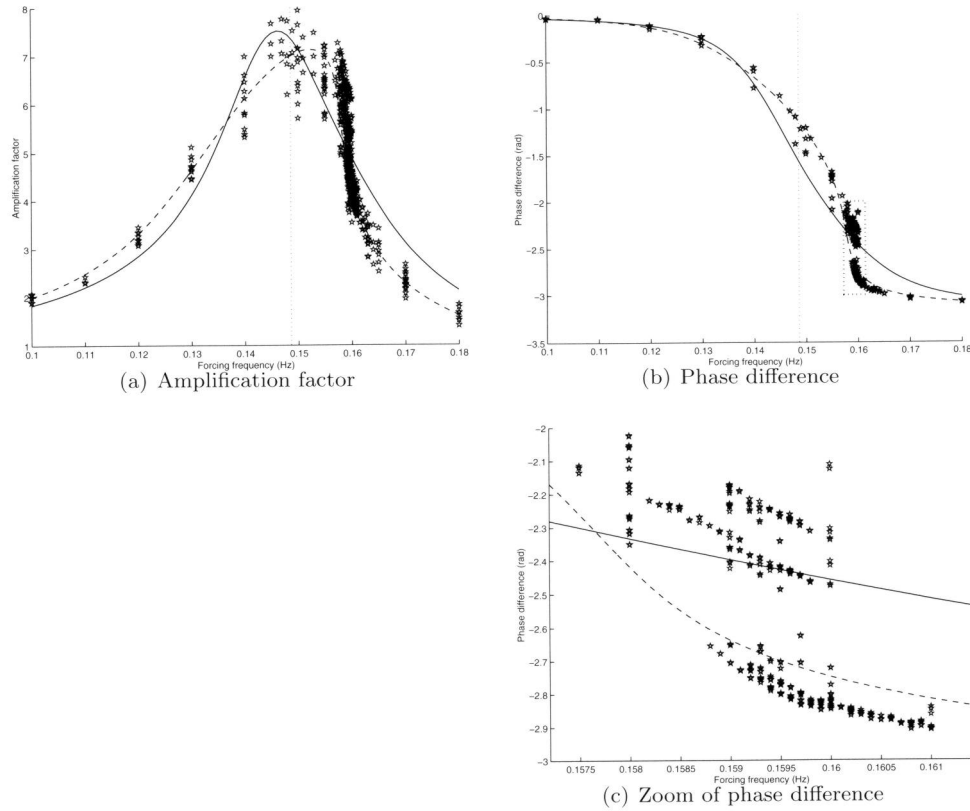 8
7
6
5
4
3
2
1
Amplification factor
0.1 0.11 0.12 0.13 0.14 0.15 0.16 0.17 0.18
Forcing frequency (Hz)
(a) Amplification factor
0
−0.5
−1
−1.5
−2
−2.5
−3
−3.5
Phase difference (rad)
0.1 0.11 0.12 0.13 0.14 0.15 0.16 0.17 0.18
Forcing frequency (Hz)
(b) Phase difference
−2
−2.1
−2.2
−2.3
−2.4
−2.5
−2.6
−2.7
−2.8
−2.9
−3
Phase difference (rad)
0.1575 0.158 0.1585 0.159 0.1595 0.16 0.1605 0.161
Forcing frequency (Hz)
(c) Zoom of phase difference